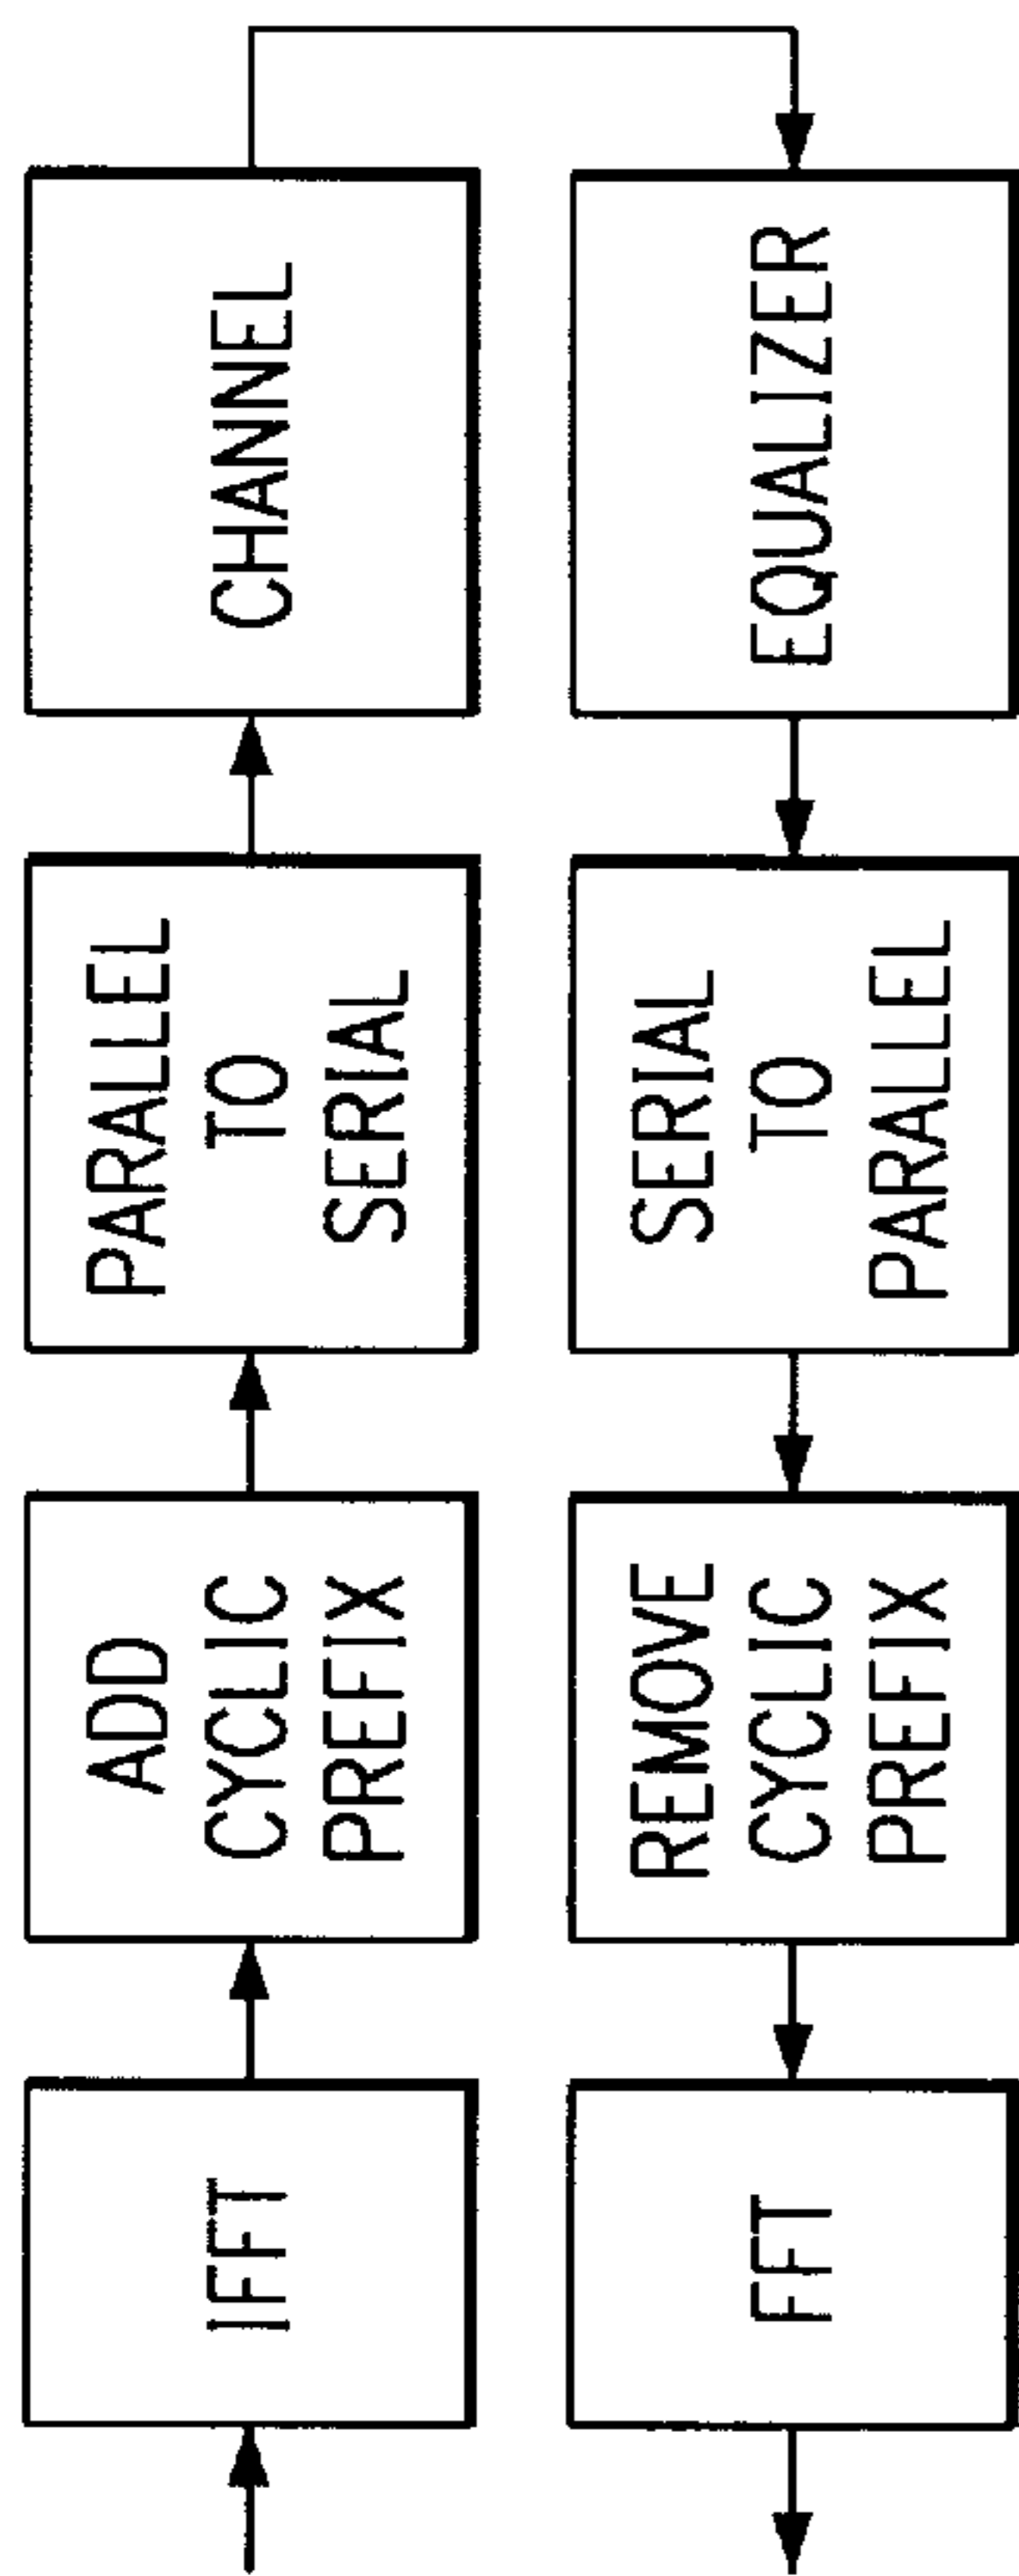 IFFT
ADD
CYCLIC
PREFIX
PARALLEL
TO
SERIAL
CHANNEL
EQUALIZER
SERIAL
TO
PARALLEL
REMOVE
CYCLIC
PREFIX
FFT